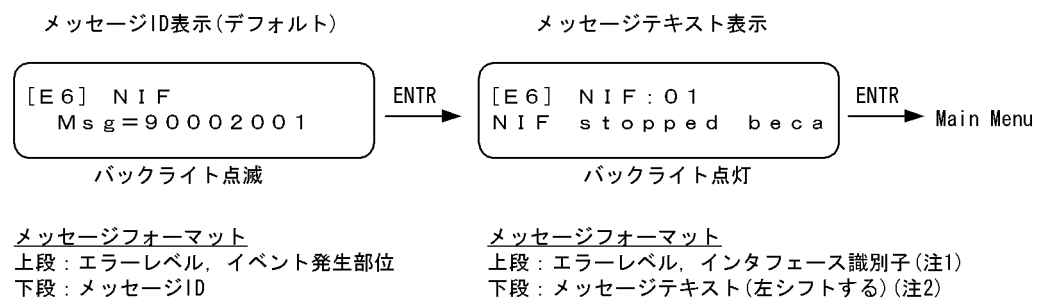 メッセージID表示(デフォルト)
メッセージテキスト表示
[E6] NIF
Msg=90002001
ENTR
[E6] NIF:01
NIF stopped beca
ENTR
Main Menu
バックライト点滅
バックライト点灯
メッセージフォーマット
上段:エラーレベル, イベント発生部位
下段:メッセージID
メッセージフォーマット
上段:エラーレベル, インタフェース識別子(注1)
下段:メッセージテキスト(左シフトする)(注2)